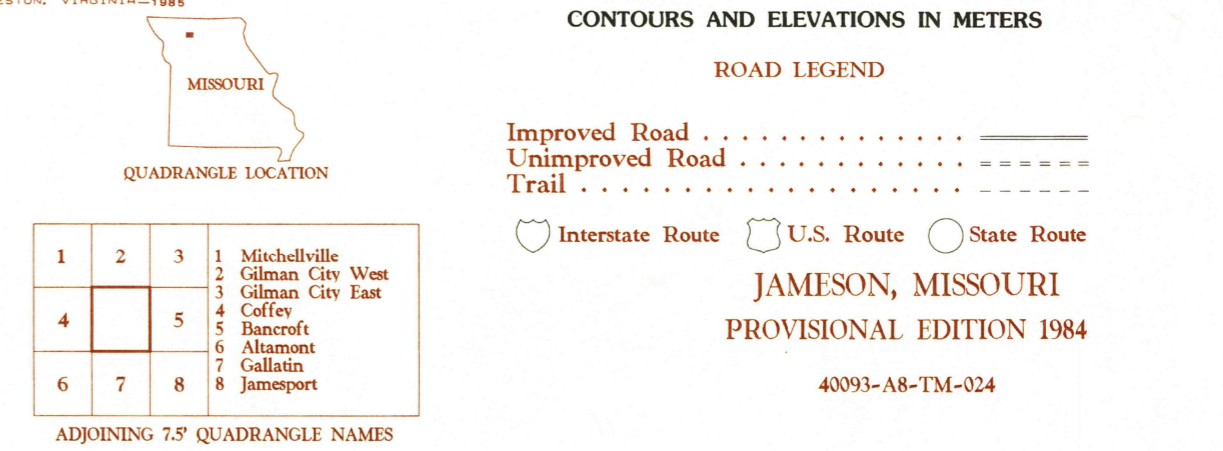 VIRGINIA—1985
MISSOURI
QUADRANGLE LOCATION
1 2 3
4 5
6 7 8
1 Mitchellville
2 Gilman City West
3 Gilman City East
4 Coffey
5 Bancroft
6 Altamont
7 Gallatin
8 Jamesport
ADJOINING 7.5' QUADRANGLE NAMES
CONTOURS AND ELEVATIONS IN METERS
ROAD LEGEND
Improved Road
Unimproved Road
Trail
Interstate Route U.S. Route State Route
JAMESON, MISSOURI
PROVISIONAL EDITION 1984
40093-A8-TM-024